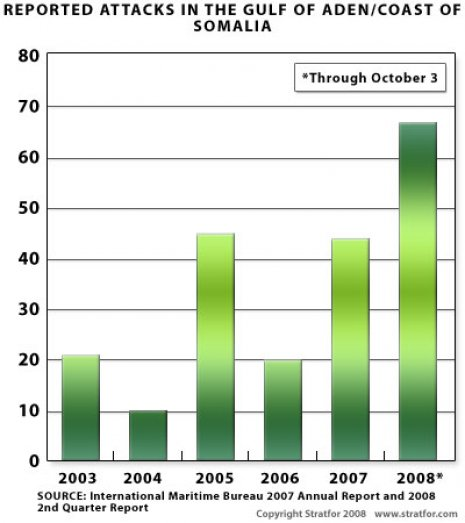 REPORTED ATTACKS IN THE GULF OF ADEN/COAST OF
SOMALIA
*Through October 3
80
70
60
50
40
30
20
10
0
2003 2004 2005 2006 2007 2008*
SOURCE: International Maritime Bureau 2007 Annual Report and 2008
2nd Quarter Report
Copyright Stratfor 2008 www.stratfor.com